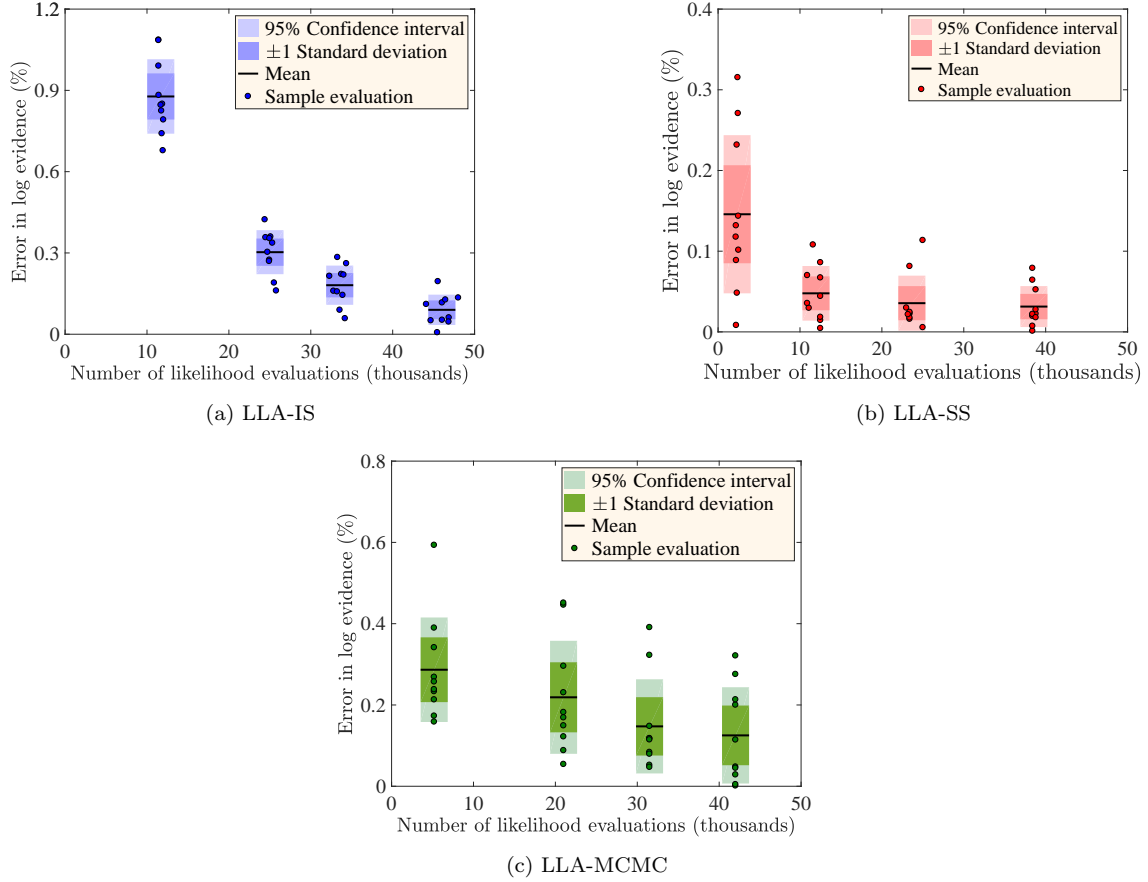 1.2
0.9
0.6
0.3
0
0
10
20
30
40
50
Error in log evidence (%)
Number of likelihood evaluations (thousands)
95% Confidence interval
±1 Standard deviation
Mean
Sample evaluation
(a) LLA-IS
0.4
0.3
0.2
0.1
0
0
10
20
30
40
50
Error in log evidence (%)
Number of likelihood evaluations (thousands)
95% Confidence interval
±1 Standard deviation
Mean
Sample evaluation
(b) LLA-SS
0.8
0.6
0.4
0.2
0
0
10
20
30
40
50
Error in log evidence (%)
Number of likelihood evaluations (thousands)
95% Confidence interval
±1 Standard deviation
Mean
Sample evaluation
(c) LLA-MCMC